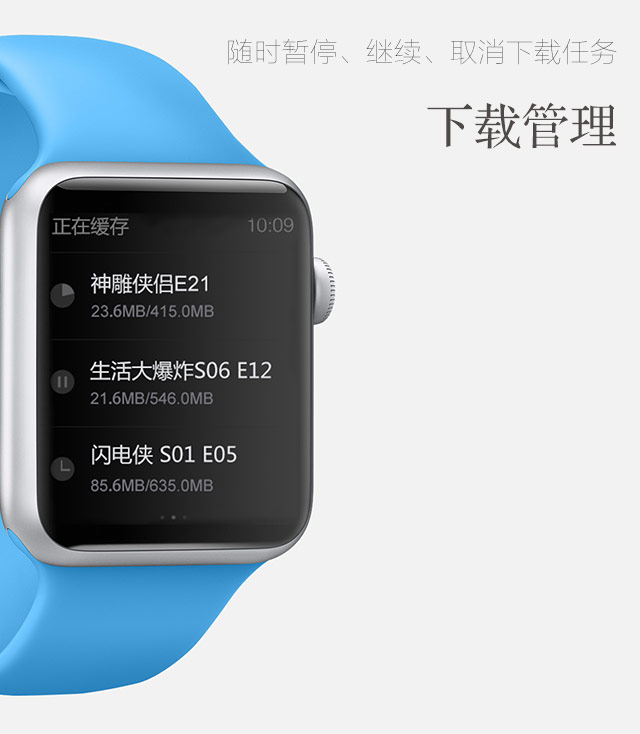 随时暂停、继续、取消下载任务
下载管理
正在缓存 10:09
神雕侠侣E21
23.6MB/415.0MB
生活大爆炸S06 E12
21.6MB/546.0MB
闪电侠 S01 E05
85.6MB/635.0MB